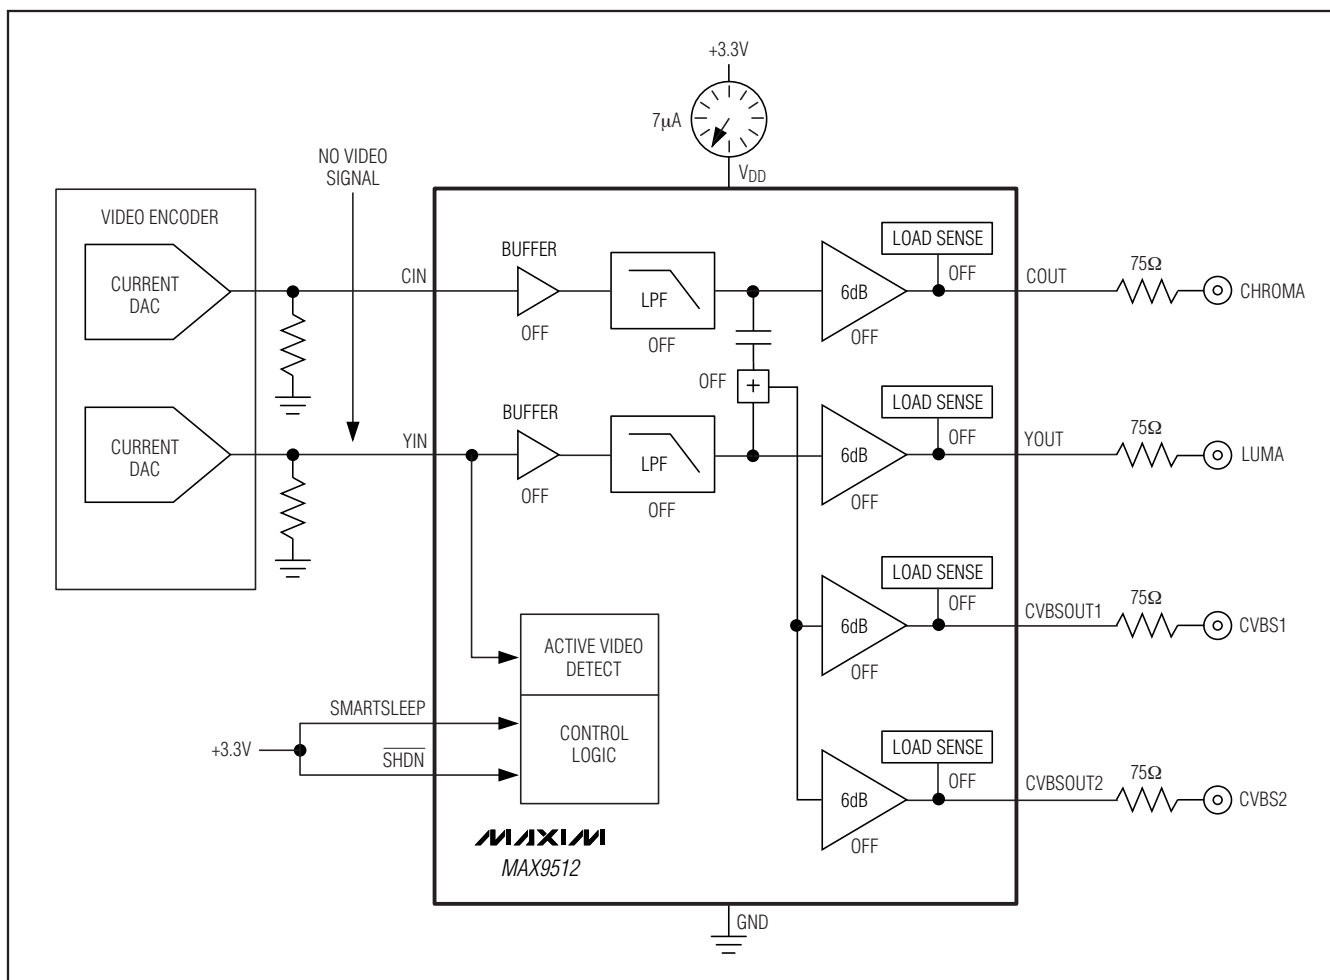 +3.3V
7μA
VDD
NO VIDEO
SIGNAL
VIDEO ENCODER
CURRENT
DAC
CURRENT
DAC
CIN
YIN
BUFFER
OFF
LPF
OFF
BUFFER
OFF
LPF
OFF
OFF
+
6dB
OFF
LOAD SENSE
OFF
COUT
75Ω
CHROMA
6dB
OFF
LOAD SENSE
OFF
YOUT
75Ω
LUMA
6dB
OFF
LOAD SENSE
OFF
CVBSOUT1
75Ω
CVBS1
6dB
OFF
LOAD SENSE
OFF
CVBSOUT2
75Ω
CVBS2
ACTIVE VIDEO
DETECT
CONTROL
LOGIC
SMARTSLEEP
+3.3V
SHDN
MAXIM
MAX9512
GND